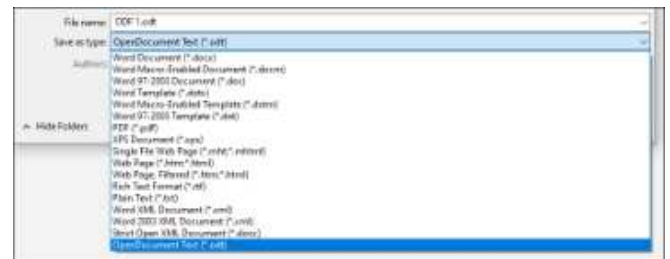 File name: ODF 1.odt
Save as type: OpenDocument Text (*.odt)
Authors:
Word Document (*.docx)
Word Macro-Enabled Document (*.docm)
Word 97-2003 Document (*.doc)
Word Template (*.dotx)
Word Macro-Enabled Template (*.dotm)
Word 97-2003 Template (*.dot)
PDF (*.pdf)
XPS Document (*.xps)
Single File Web Page (*.mht;*.mhtml)
Web Page (*.htm;*.html)
Web Page, Filtered (*.htm;*.html)
Rich Text Format (*.rtf)
Plain Text (*.txt)
Word XML Document (*.xml)
Word 2003 XML Document (*.xml)
Strict Open XML Document (*.docx)
OpenDocument Text (*.odt)
Hide Folders